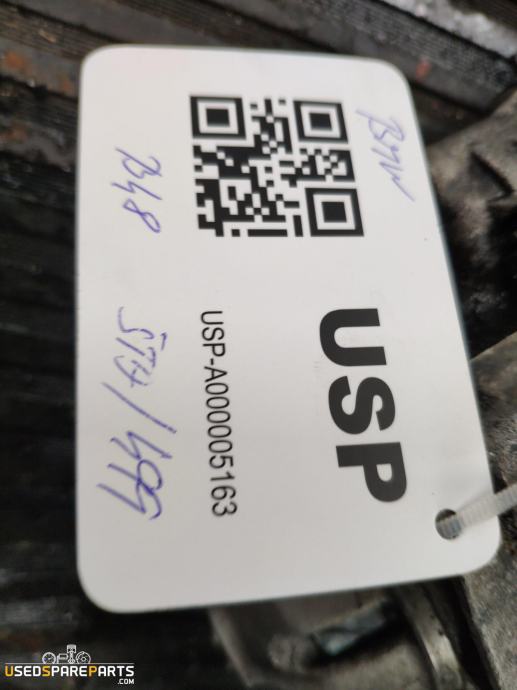 BMW
USP
USP-A000005163
B48
USEDSPAREPARTS
.COM